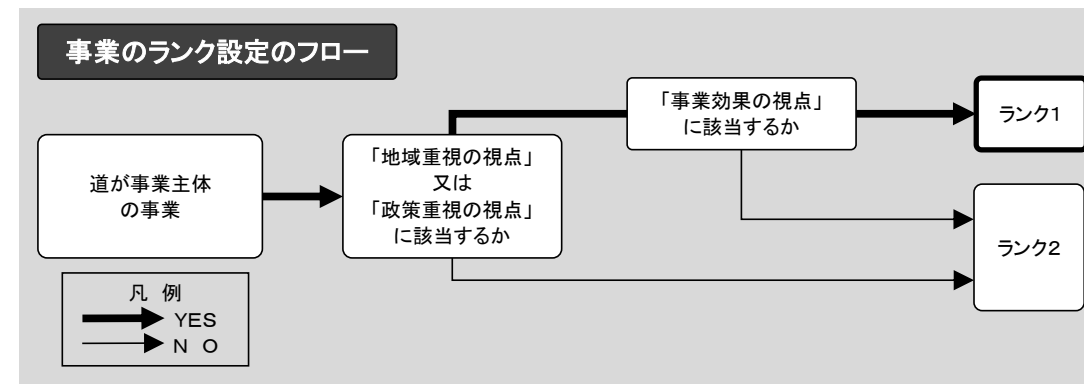 事業のランク設定のフロー
道が事業主体
の事業
「地域重視の視点」
又は
「政策重視の視点」
に該当するか
「事業効果の視点」
に該当するか
ランク1
ランク2
凡 例
YES
N O